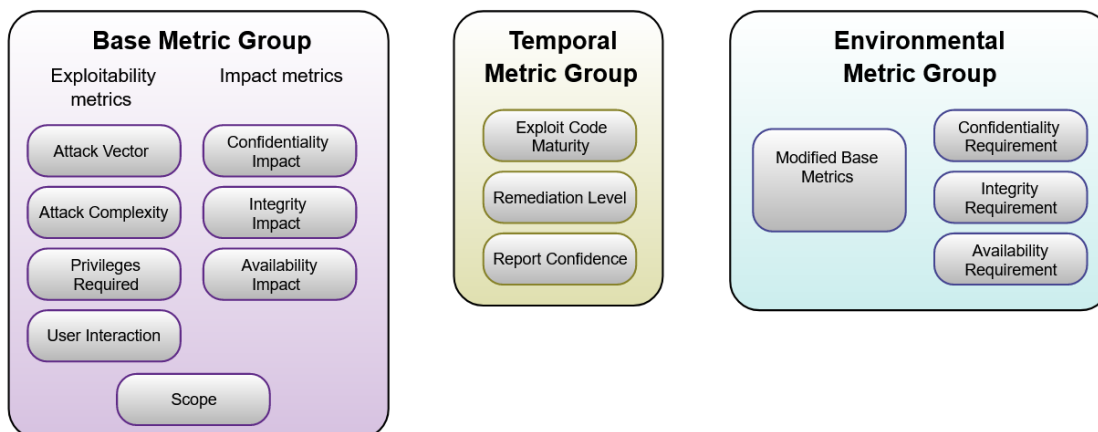 Base Metric Group
Exploitability
metrics
Impact metrics
Attack Vector
Attack Complexity
Privileges
Required
User Interaction
Confidentiality
Impact
Integrity
Impact
Availability
Impact
Scope
Temporal
Metric Group
Exploit Code
Maturity
Remediation Level
Report Confidence
Environmental
Metric Group
Modified Base
Metrics
Confidentiality
Requirement
Integrity
Requirement
Availability
Requirement